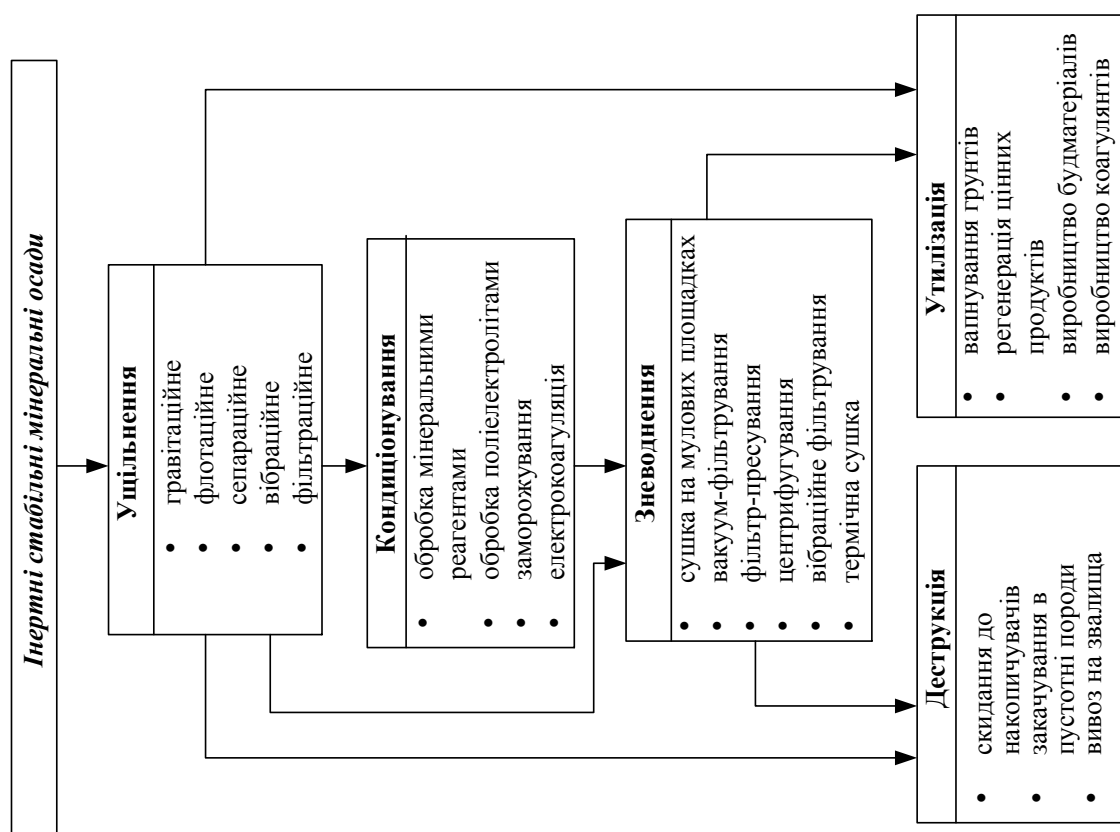 Інертні стабільні мінеральні осади
Ущільнення
• гравітаційне
• флотаційне
• сепараційне
• вібраційне
• фільтраційне
Кондиціонування
• обробка мінеральними
реагентами
• обробка поліелектролітами
• заморожування
• електрокоагуляція
Зневоднення
• сушка на мулових площадках
• вакуум-фільтрування
• фільтр-пресування
• центрифугування
• вібраційне фільтрування
• термічна сушка
Деструкція
• скидання до
накопичувачів
• закачування в
пустотні породи
• вивоз на звалища
Утилізація
• вапнування грунтів
• регенерація цінних
продуктів
• виробництво будматеріалів
• виробництво коагулянтів